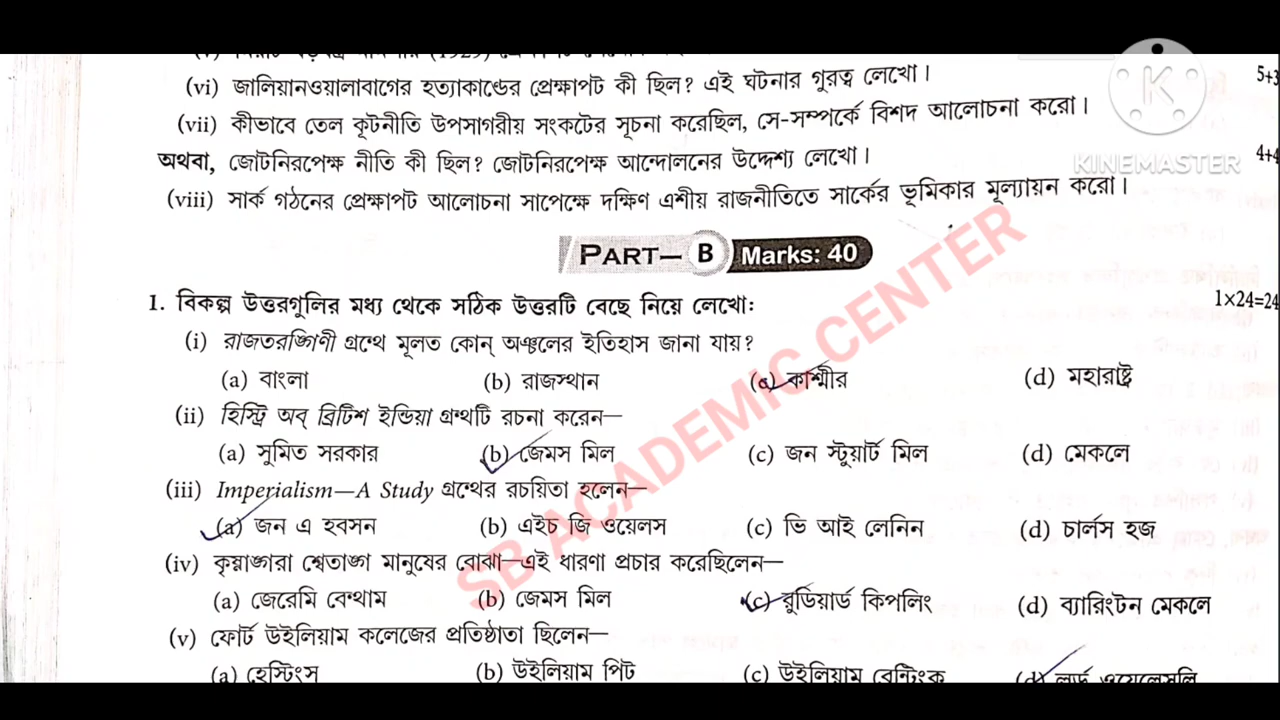 (vi) জালিয়ানওয়ালাবাগের হত্যাকাণ্ডের প্রেক্ষাপট কী ছিল? এই ঘটনার গুরুত্ব লেখো। 5+3
(vii) কীভাবে তেল কূটনীতি উপসাগরীয় সংকটের সূচনা করেছিল, সে-সম্পর্কে বিশদ আলোচনা করো।
অথবা, জোটনিরপেক্ষ নীতি কী ছিল? জোটনিরপেক্ষ আন্দোলনের উদ্দেশ্য লেখো। 4+4
(viii) সার্ক গঠনের প্রেক্ষাপট আলোচনা সাপেক্ষে দক্ষিণ এশীয় রাজনীতিতে সার্কের ভূমিকার মূল্যায়ন করো।
PART— B Marks: 40
1. বিকল্প উত্তরগুলির মধ্য থেকে সঠিক উত্তরটি বেছে নিয়ে লেখো: 1×24=24
(i) রাজতরঙ্গিণী গ্রন্থে মূলত কোন্ অঞ্চলের ইতিহাস জানা যায়?
(a) বাংলা (b) রাজস্থান (c) কাশ্মীর (d) মহারাষ্ট্র
(ii) হিস্ট্রি অব্ ব্রিটিশ ইন্ডিয়া গ্রন্থটি রচনা করেন—
(a) সুমিত সরকার (b) জেমস মিল (c) জন স্টুয়ার্ট মিল (d) মেকলে
(iii) Imperialism—A Study গ্রন্থের রচয়িতা হলেন—
(a) জন এ হবসন (b) এইচ জি ওয়েলস (c) ভি আই লেনিন (d) চার্লস হজ
(iv) কৃষ্ণাঙ্গরা শ্বেতাঙ্গ মানুষের বোঝা—এই ধারণা প্রচার করেছিলেন—
(a) জেরেমি বেন্থাম (b) জেমস মিল (c) রুডিয়ার্ড কিপলিং (d) ব্যারিংটন মেকলে
(v) ফোর্ট উইলিয়াম কলেজের প্রতিষ্ঠাতা ছিলেন—
(a) হেস্টিংস (b) উইলিয়াম পিট (c) উইলিয়াম বেন্টিংক (d) লর্ড ওয়েলেসলি
SB ACADEMIC CENTER
K
KINEMASTER